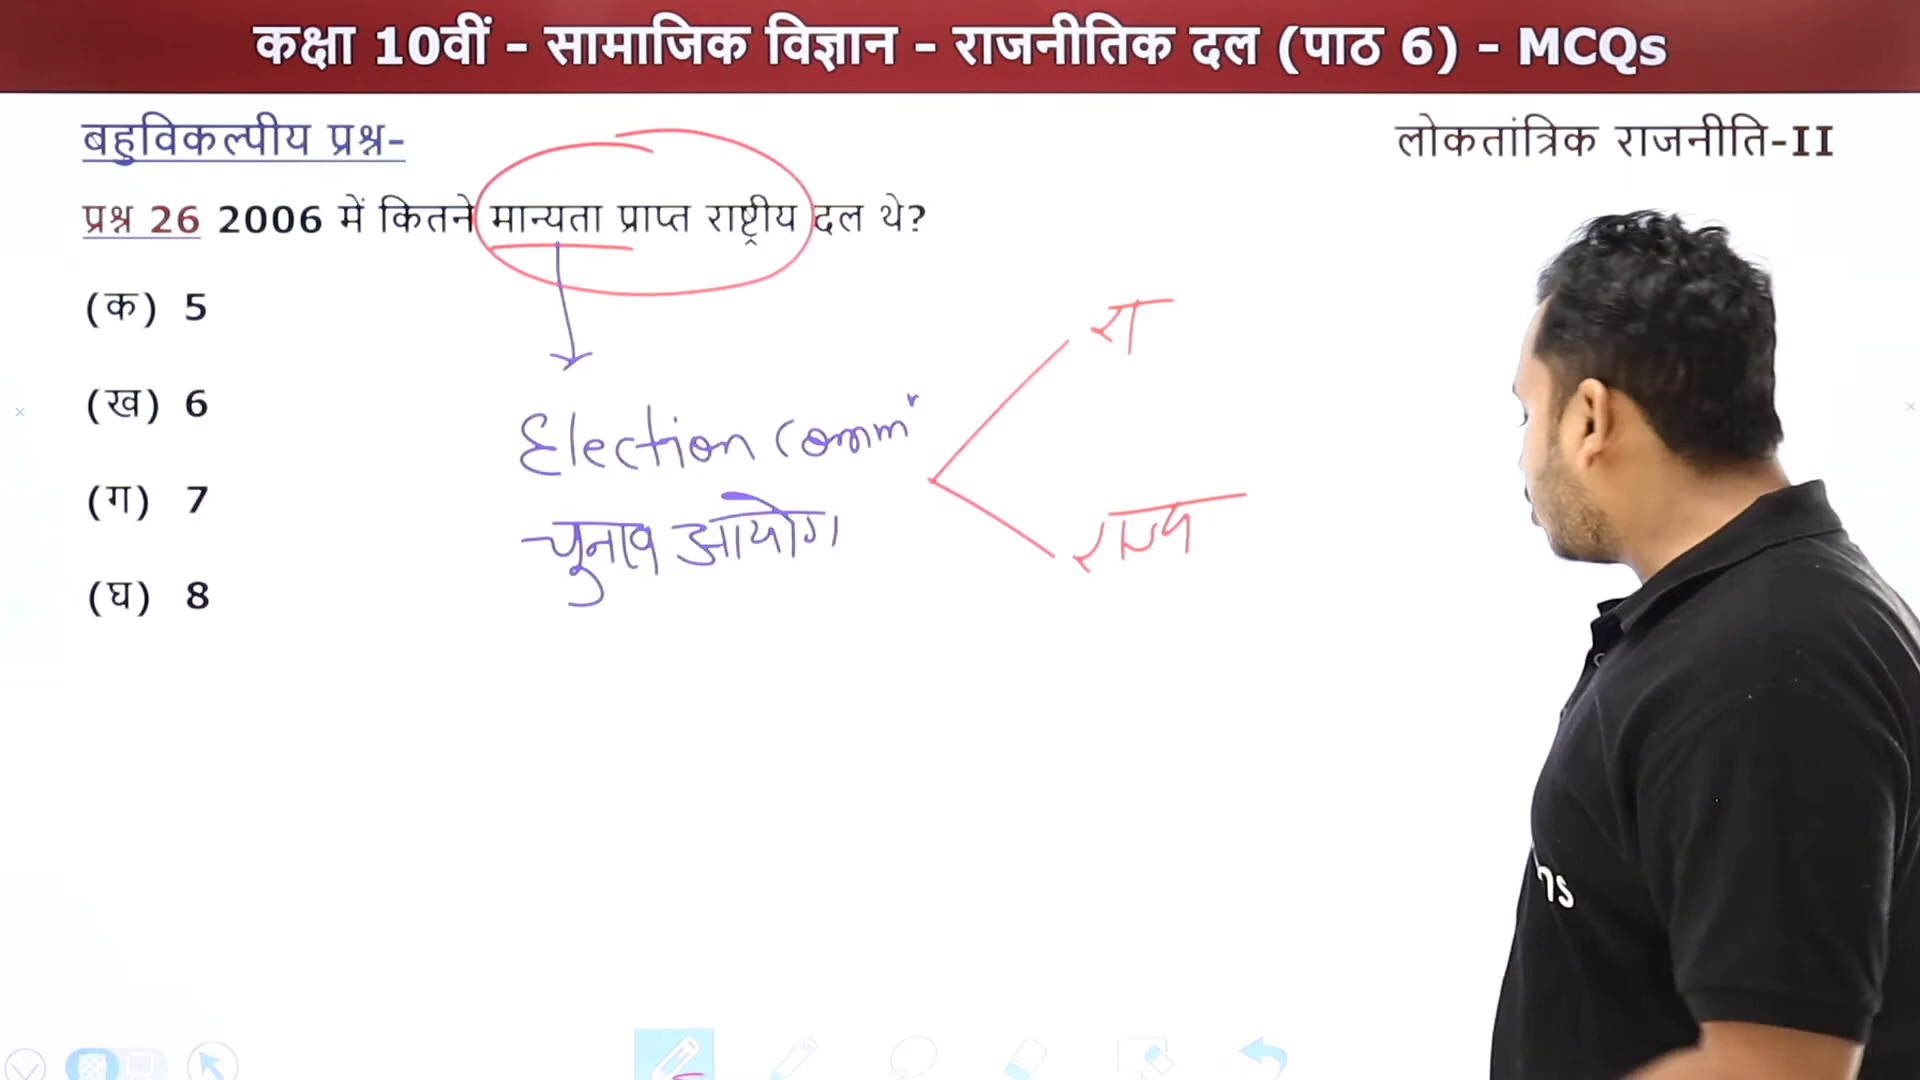 कक्षा 10वीं - सामाजिक विज्ञान - राजनीतिक दल (पाठ 6) - MCQs
बहुविकल्पीय प्रश्न-
लोकतांत्रिक राजनीति-II
प्रश्न 26 2006 में कितने मान्यता प्राप्त राष्ट्रीय दल थे?
(क) 5
(ख) 6
(ग) 7
(घ) 8
Election Comm
चुनाव आयोग
रा
राज्य
ns